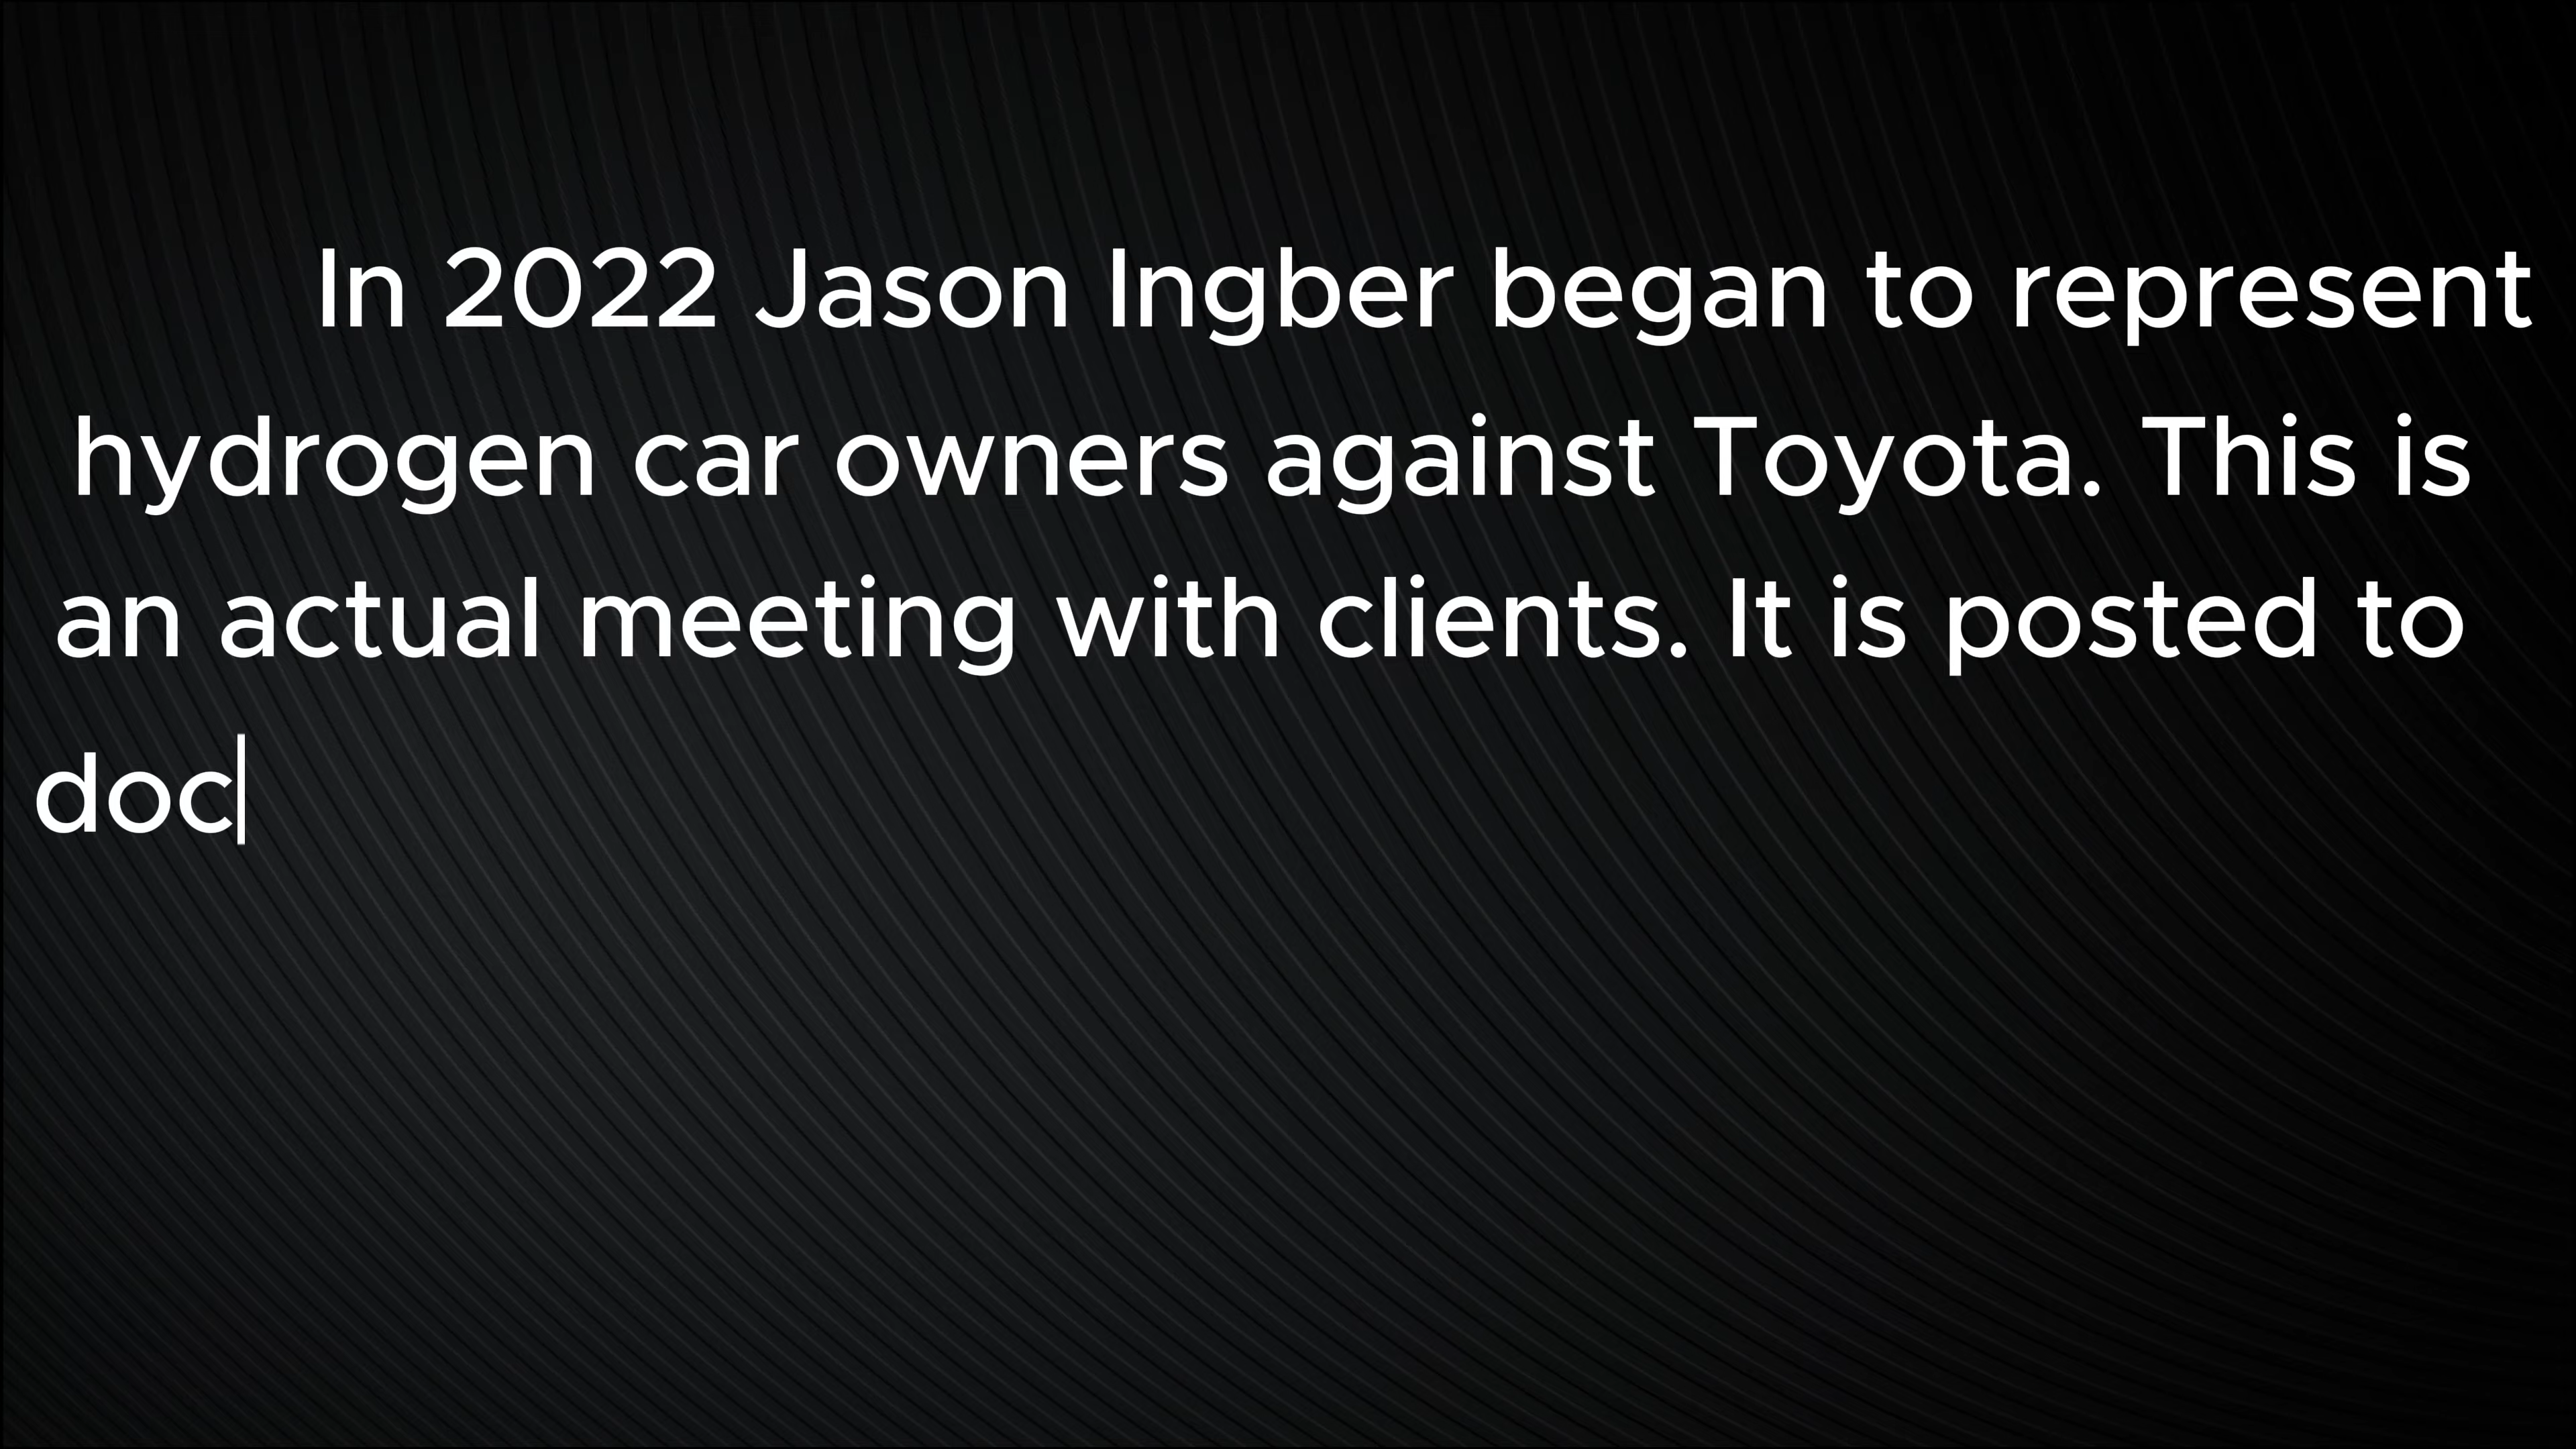 In 2022 Jason Ingber began to represent
hydrogen car owners against Toyota. This is
an actual meeting with clients. It is posted to
doc